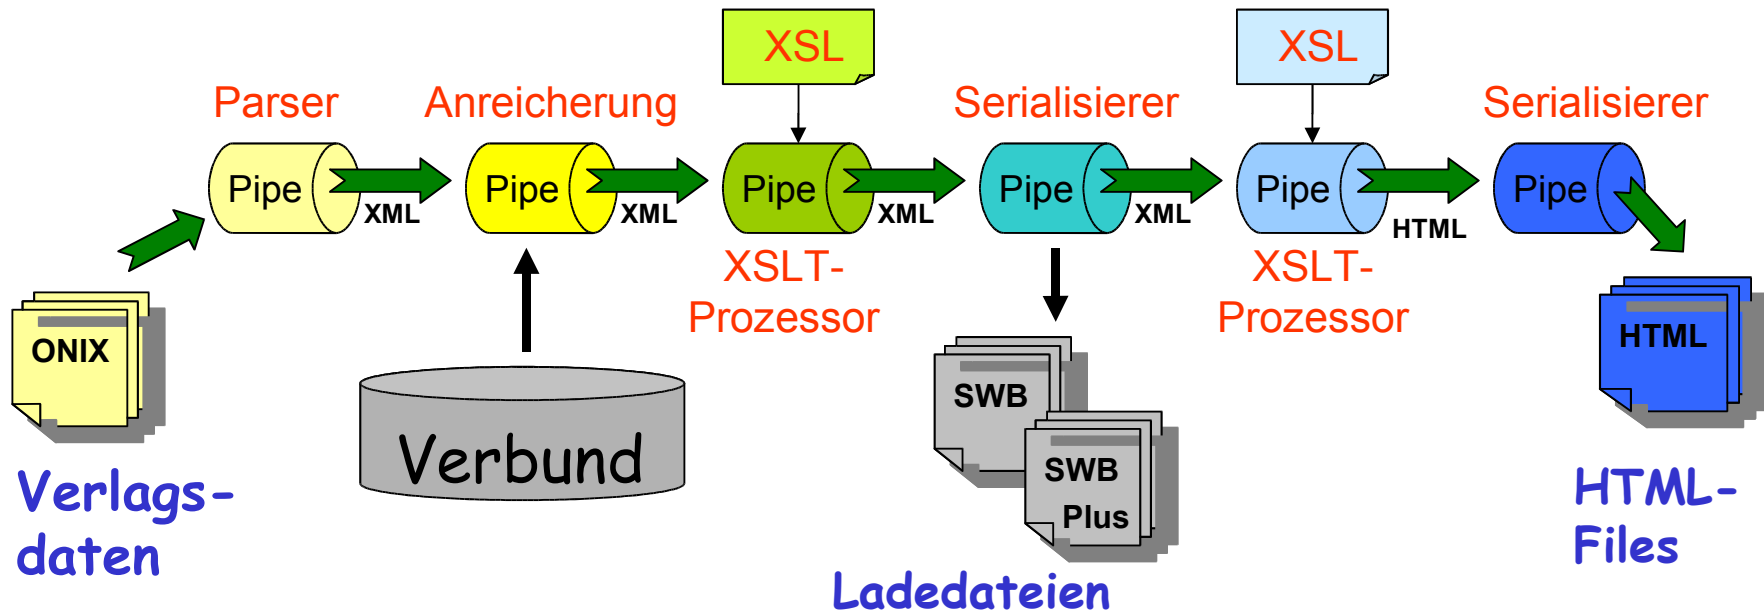 XSL
XSL
Parser
Anreicherung
Serialisierer
Serialisierer
Pipe
Pipe
Pipe
Pipe
Pipe
Pipe
XML
XML
XML
XML
HTML
XSLT-
Prozessor
XSLT-
Prozessor
ONIX
Verlags-
daten
Verbund
SWB
SWB
Plus
Ladedateien
HTML
HTML-
Files